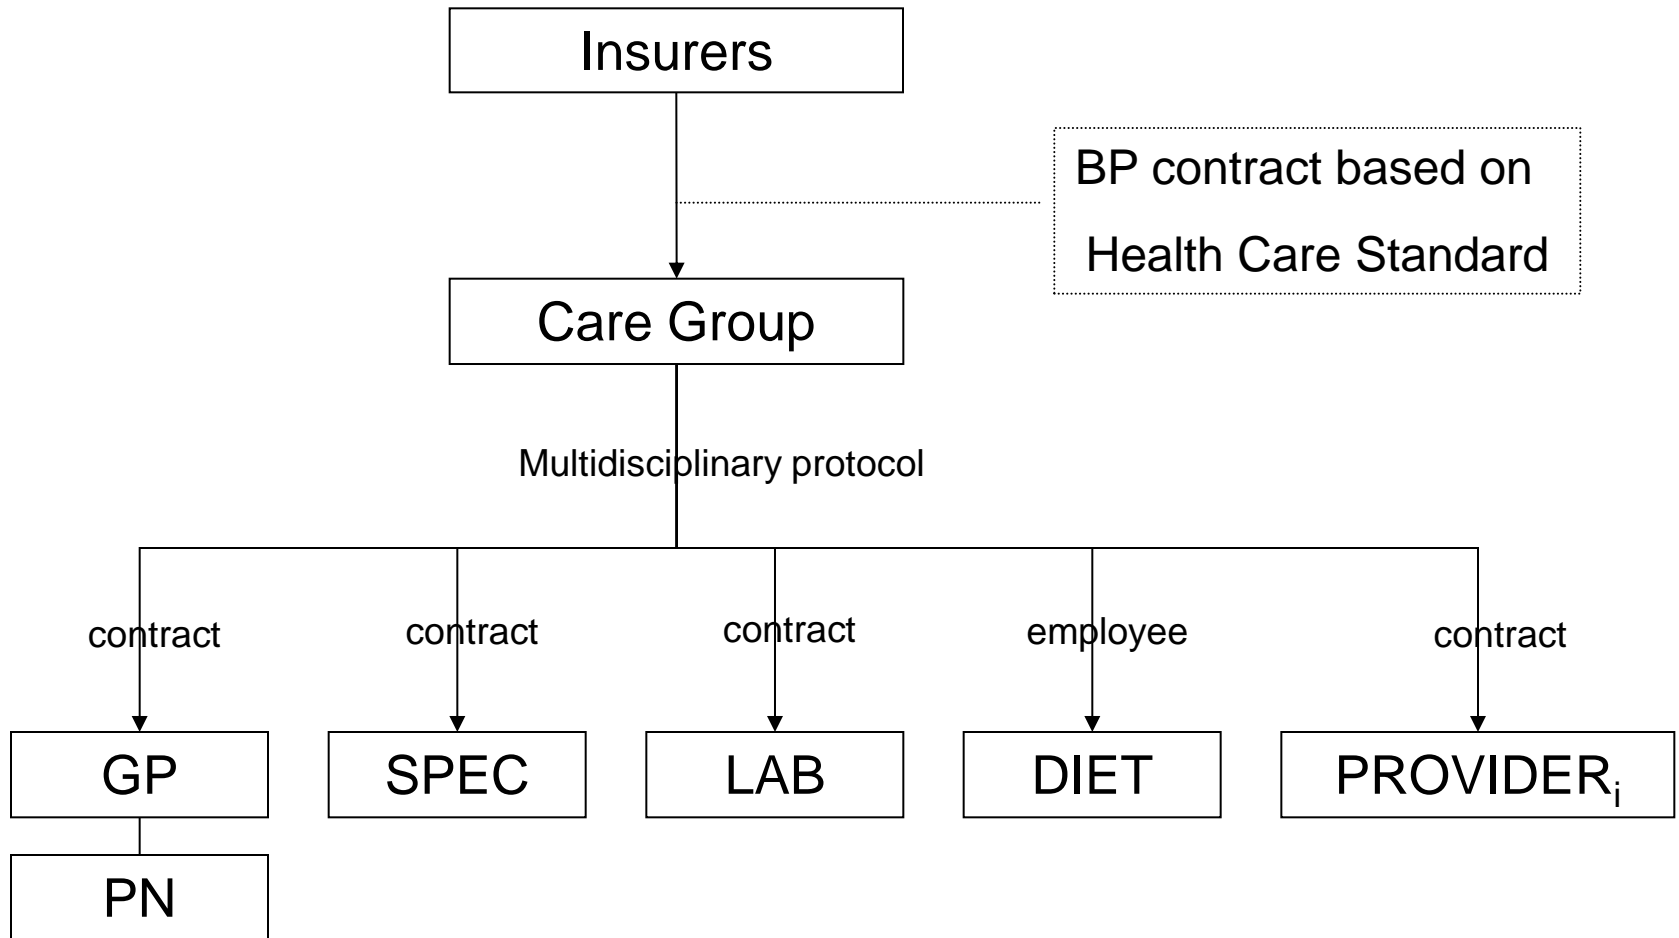 Insurers
BP contract based on
Health Care Standard
Care Group
Multidisciplinary protocol
contract
contract
contract
employee
contract
GP
SPEC
LAB
DIET
PROVIDERi
PN